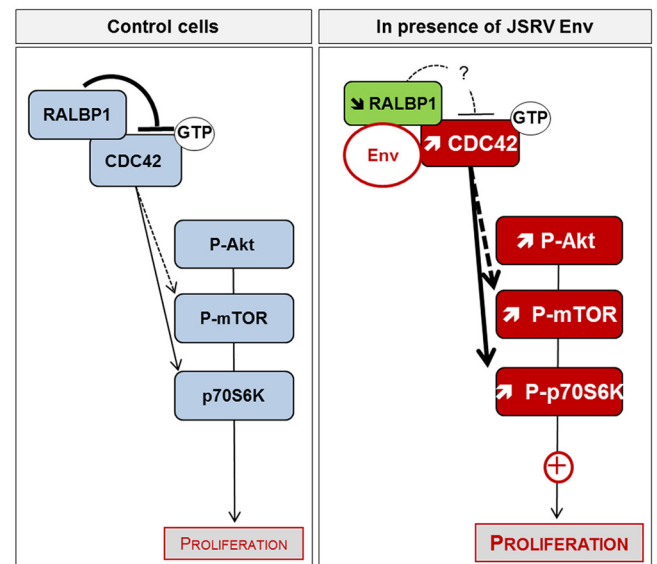 Control cells
RALBP1
GTP
CDC42
P-Akt
P-mTOR
p70S6K
PROLIFERATION
In presence of JSRV Env
?
RALBP1
GTP
Env
CDC42
P-Akt
P-mTOR
P-p70S6K
+
PROLIFERATION